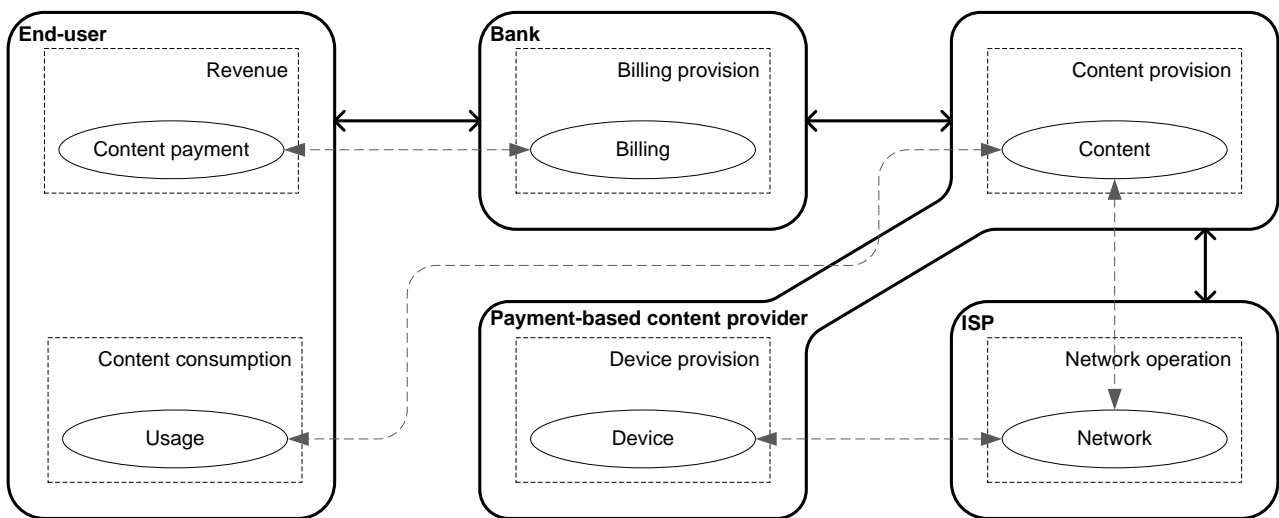 End-user
Revenue
Content payment
Bank
Billing provision
Billing
Content provision
Content
Content consumption
Usage
Payment-based content provider
Device provision
Device
ISP
Network operation
Network